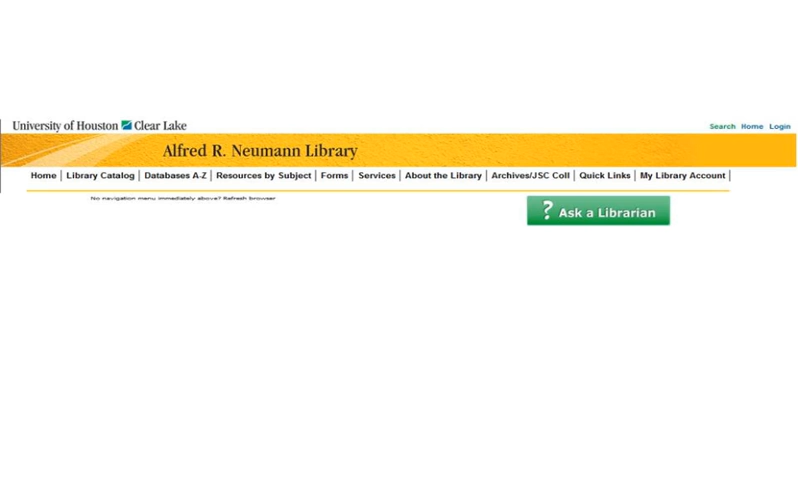 University of Houston Clear Lake
Search Home Login
Alfred R. Neumann Library
Home | Library Catalog | Databases A-Z | Resources by Subject | Forms | Services | About the Library | Archives/JSC Coll | Quick Links | My Library Account |
No navigation menu immediately above? Refresh browser
? Ask a Librarian